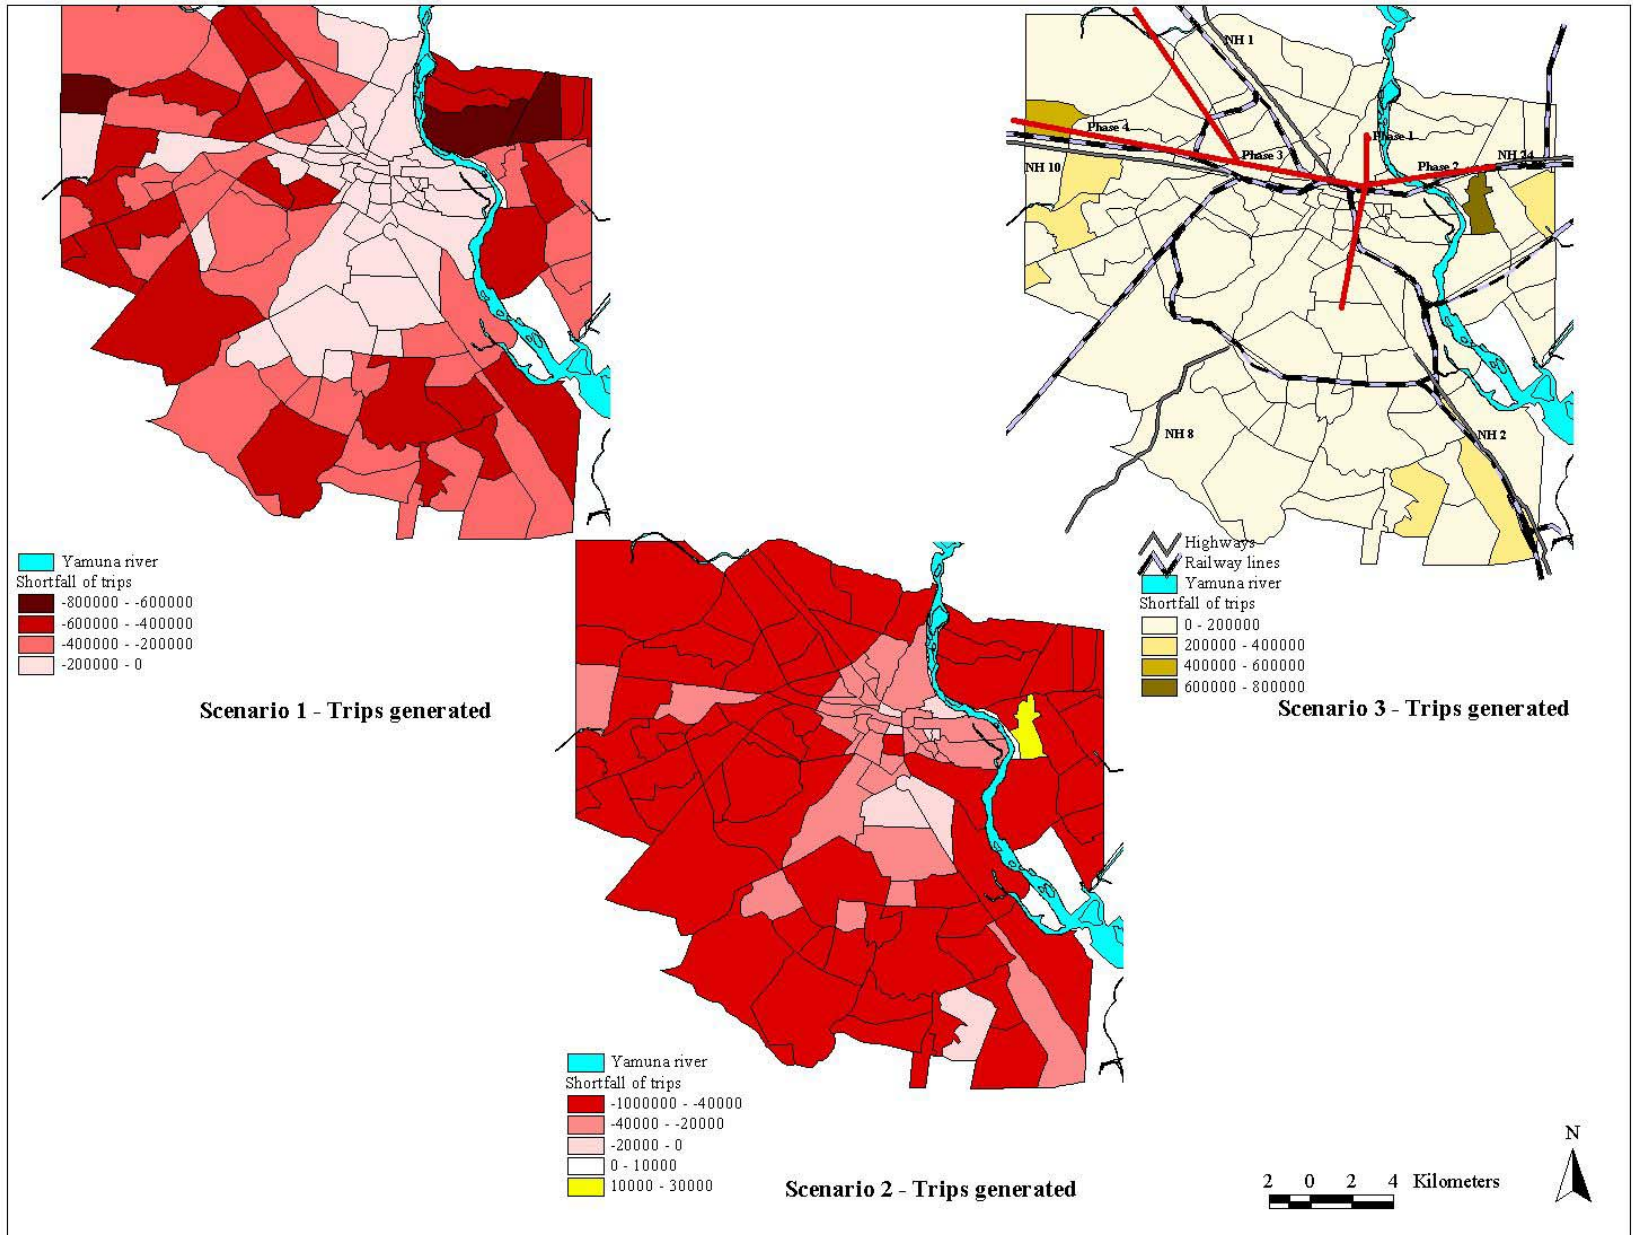 NH 1
Phase 4
Phase 1
Phase 3
Phase 2
NH 24
NH 10
NH 8
NH 2
Yamuna river
Shortfall of trips
-800000 - -600000
-600000 - -400000
-400000 - -200000
-200000 - 0
Scenario 1 - Trips generated
Highways
Railway lines
Yamuna river
Shortfall of trips
0 - 200000
200000 - 400000
400000 - 600000
600000 - 800000
Scenario 3 - Trips generated
Yamuna river
Shortfall of trips
-1000000 - -40000
-40000 - -20000
-20000 - 0
0 - 10000
10000 - 30000
Scenario 2 - Trips generated
2 0 2 4 Kilometers
N